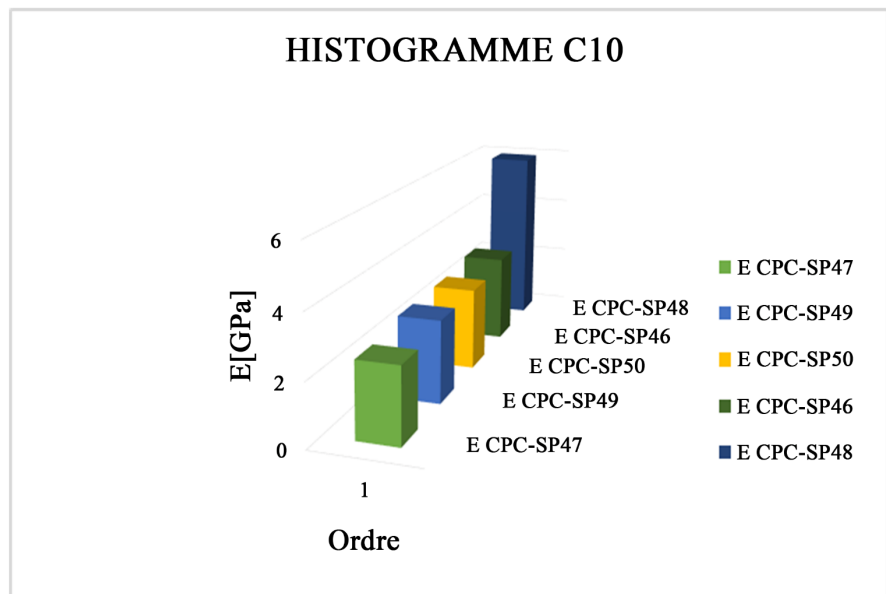 HISTOGRAMME C10
6
4
2
0
E[GPa]
1
Ordre
E CPC-SP48
E CPC-SP46
E CPC-SP50
E CPC-SP49
E CPC-SP47
E CPC-SP47
E CPC-SP49
E CPC-SP50
E CPC-SP46
E CPC-SP48